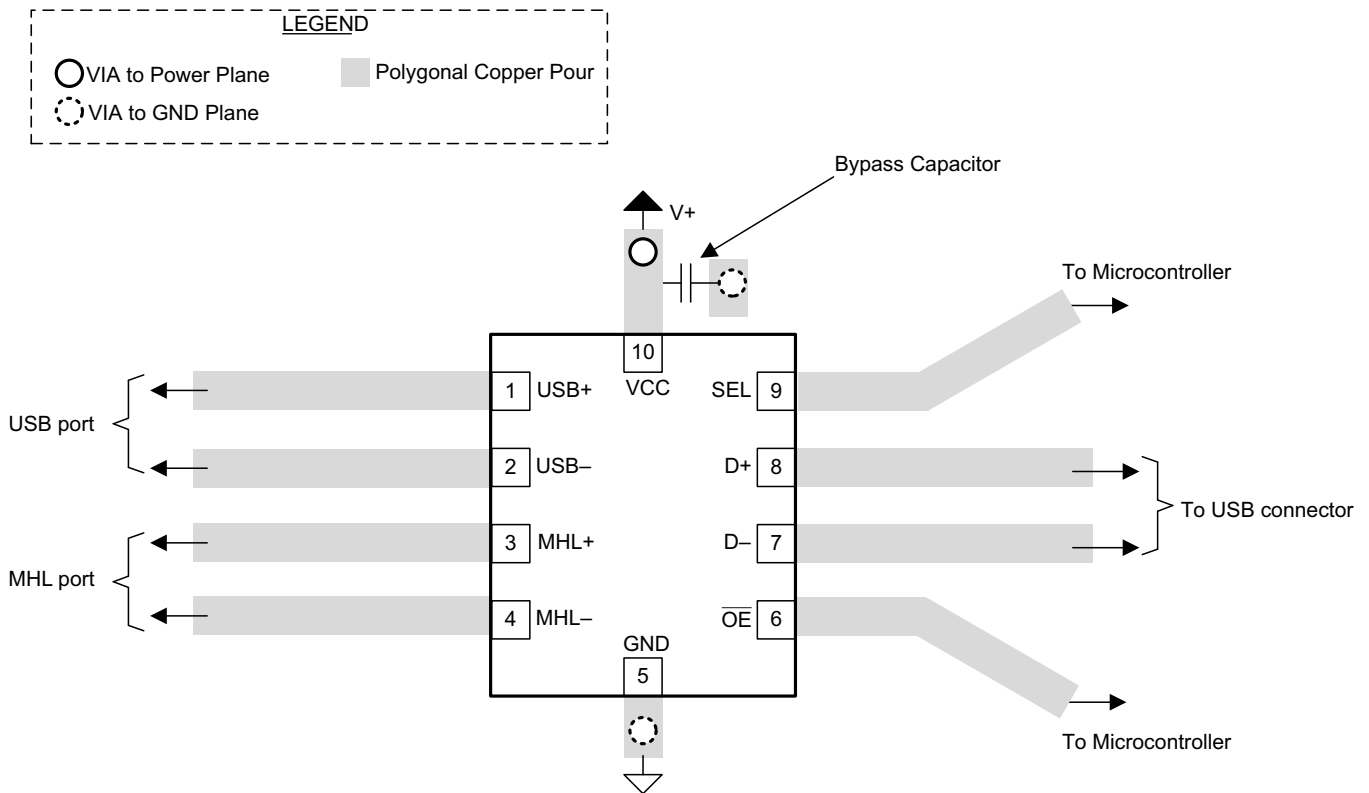 LEGEND
VIA to Power Plane
Polygonal Copper Pour
VIA to GND Plane
Bypass Capacitor
V+
To Microcontroller
10
VCC
1 USB+
SEL 9
USB port
2 USB–
D+ 8
To USB connector
3 MHL+
D– 7
MHL port
4 MHL–
OE 6
GND
5
To Microcontroller